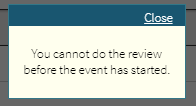 Close
You cannot do the review
before the event has started.